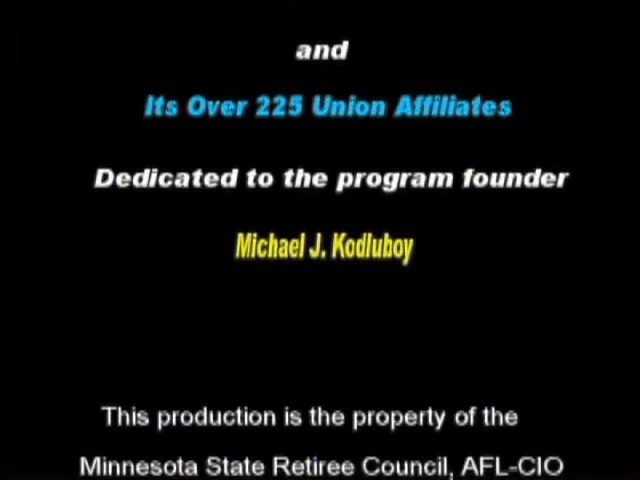 and
Its Over 225 Union Affiliates
Dedicated to the program founder
Michael J. Kodluboy
This production is the property of the
Minnesota State Retiree Council, AFL-CIO